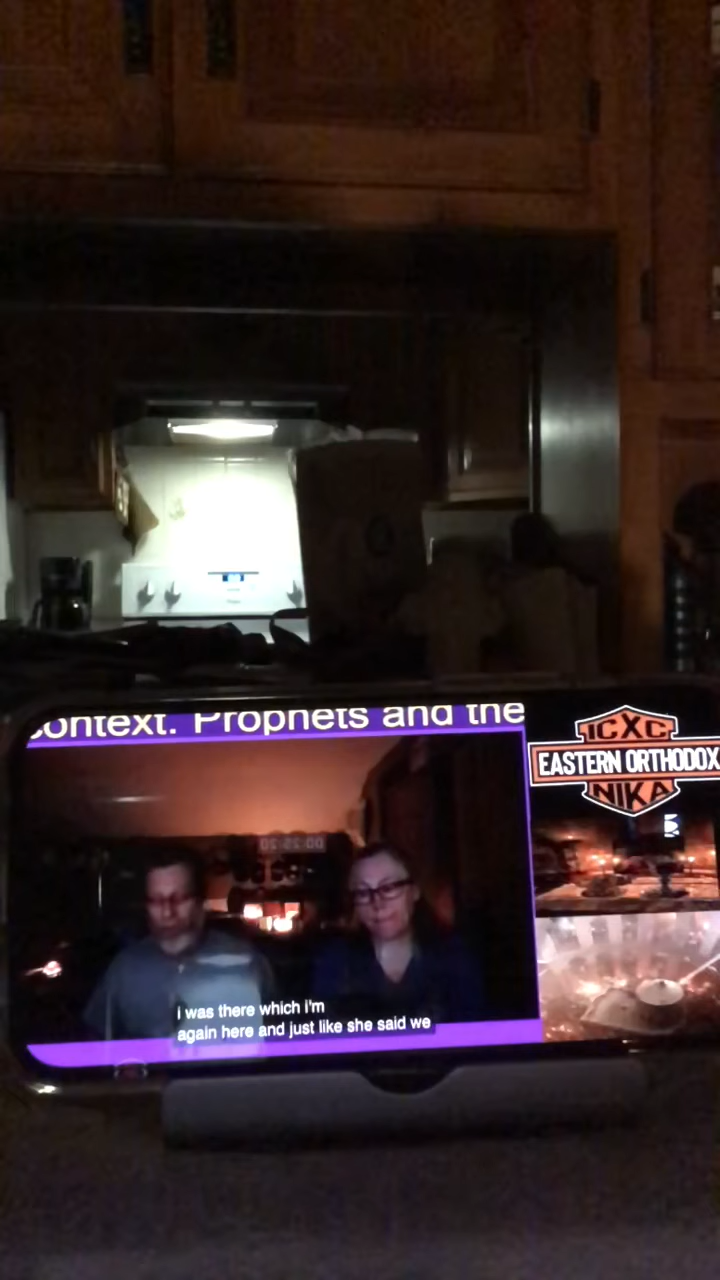 context. Prophets and the
ICXC
EASTERN ORTHODOX
NIKA
i was there which i'm
again here and just like she said we